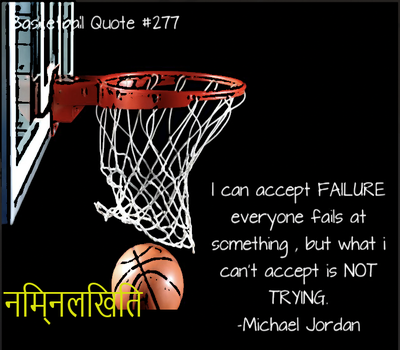 Basketball Quote #277
I can accept FAILURE
everyone fails at
something , but what i
can't accept is NOT
TRYING.
-Michael Jordan
नम्निलखिति